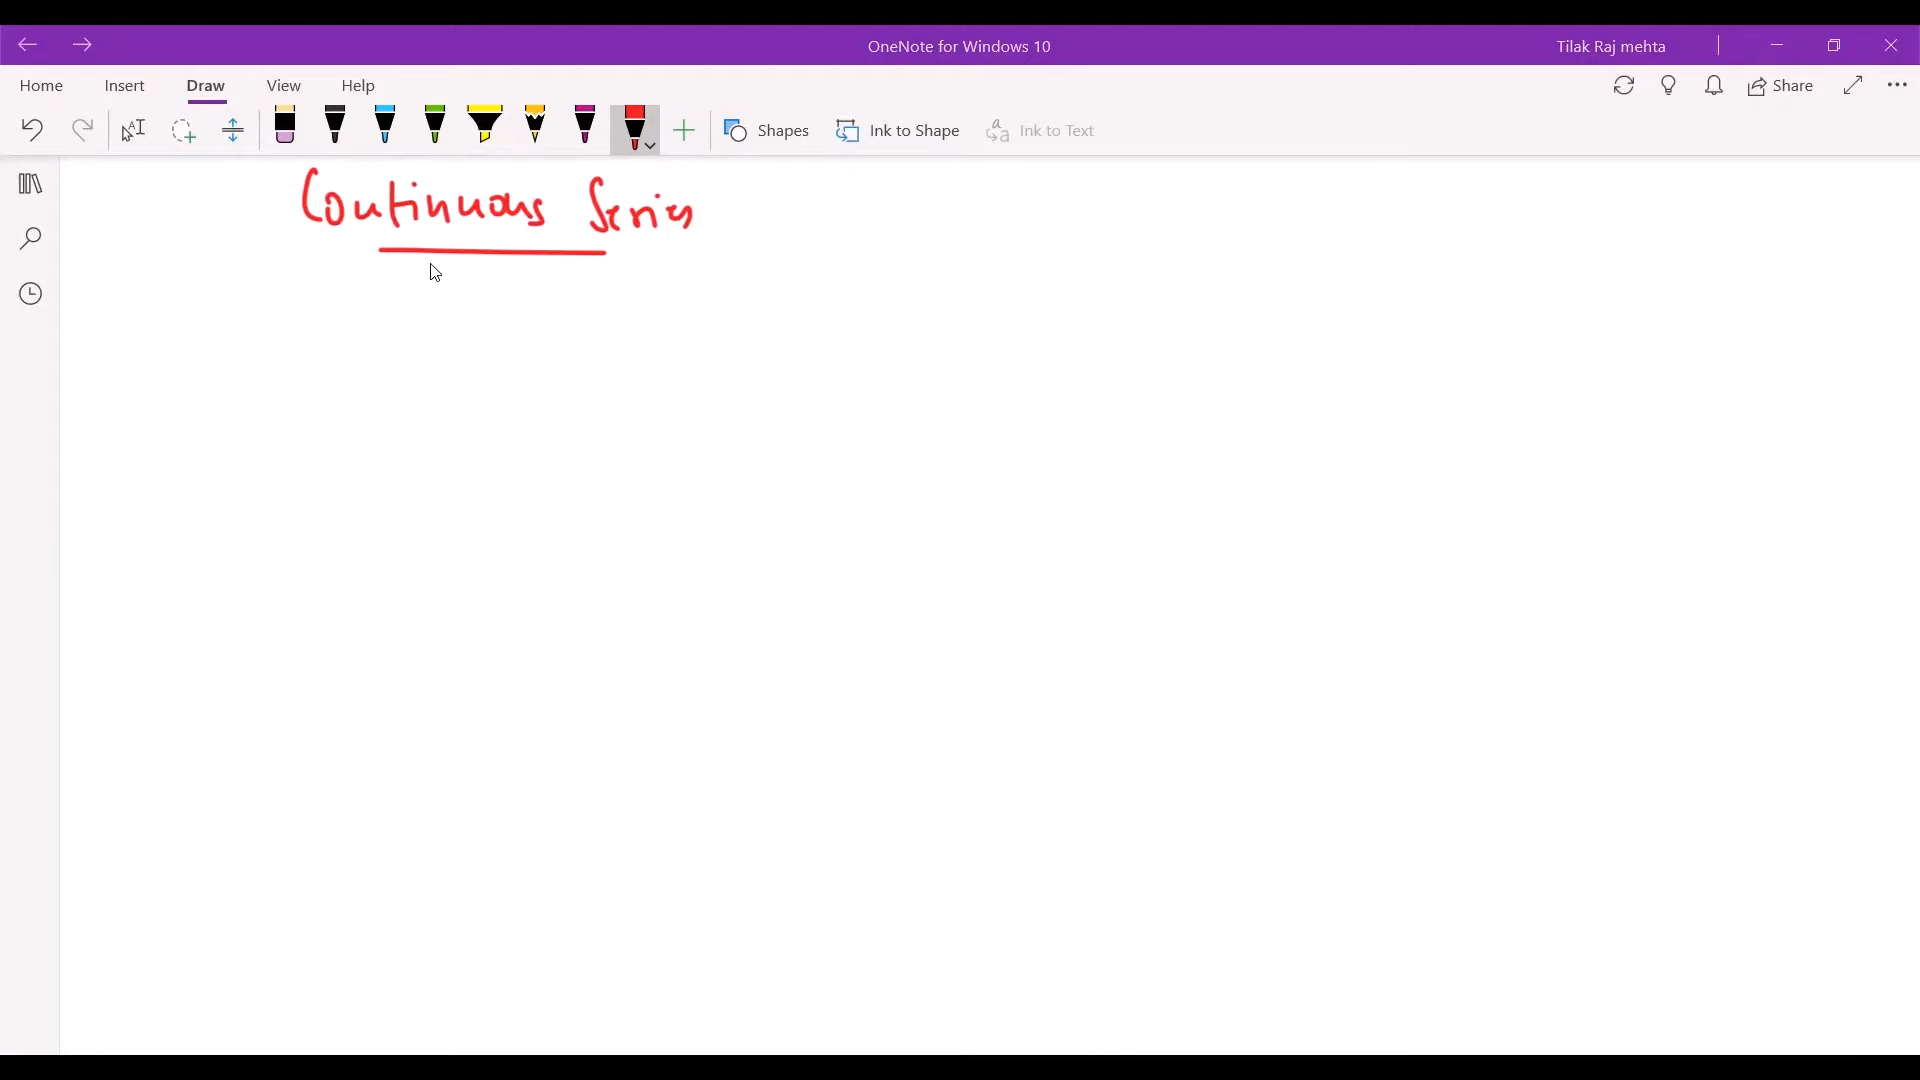 OneNote for Windows 10
Tilak Raj mehta
Home Insert Draw View Help
Share
Shapes Ink to Shape Ink to Text
Continuous Series